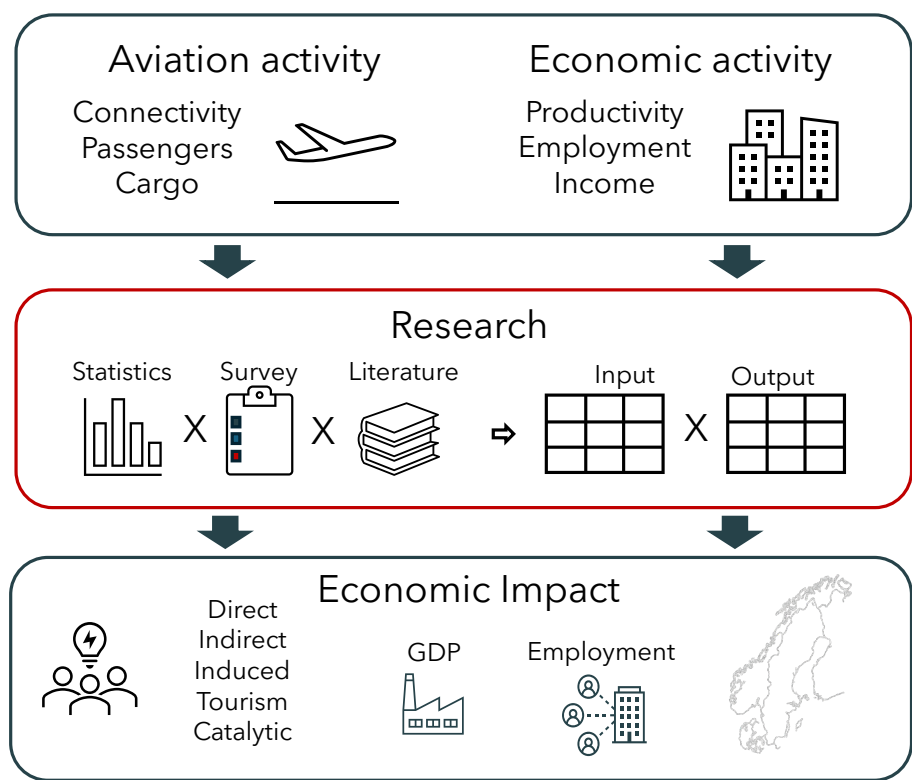 Aviation activity
Connectivity
Passengers
Cargo
Economic activity
Productivity
Employment
Income
Research
Statistics
X
Survey
X
Literature
Input
X
Output
Economic Impact
Direct
Indirect
Induced
Tourism
Catalytic
GDP
Employment